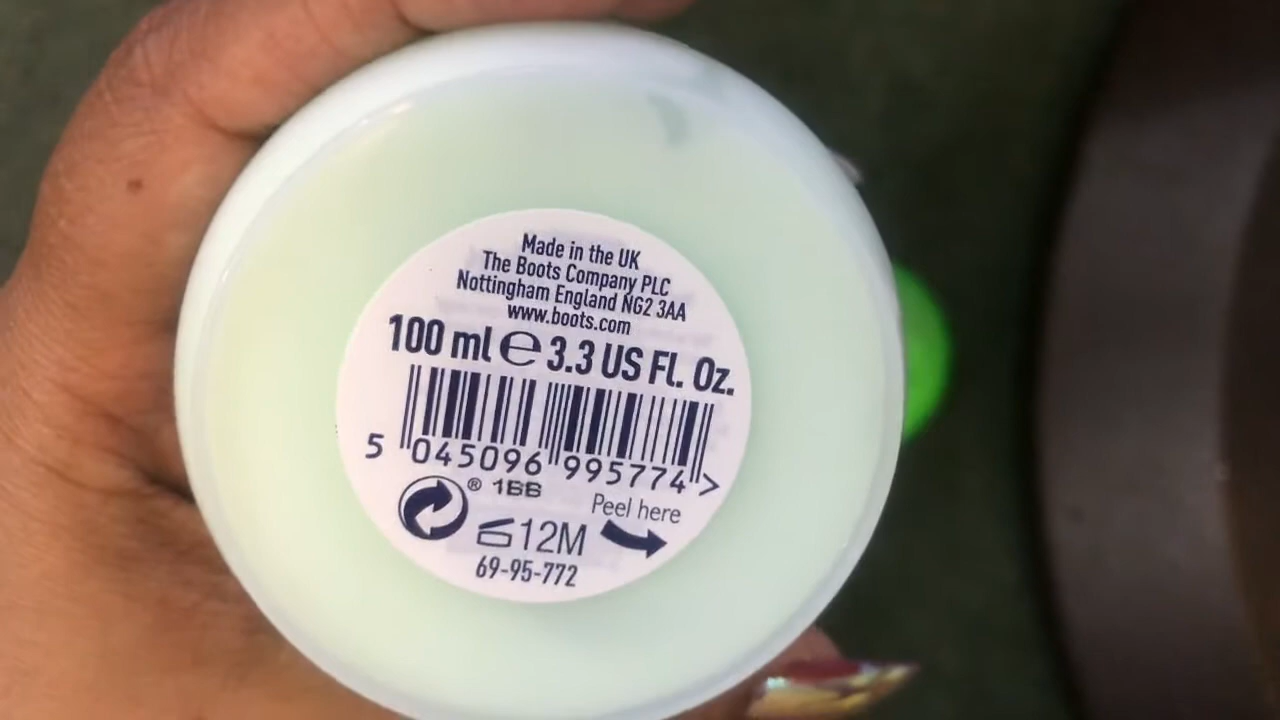 Made in the UK
The Boots Company PLC
Nottingham England NG2 3AA
www.boots.com
100 ml ℮ 3.3 US Fl. Oz.
5 045096 995774 >
® 1BB
Peel here
12M
69-95-772